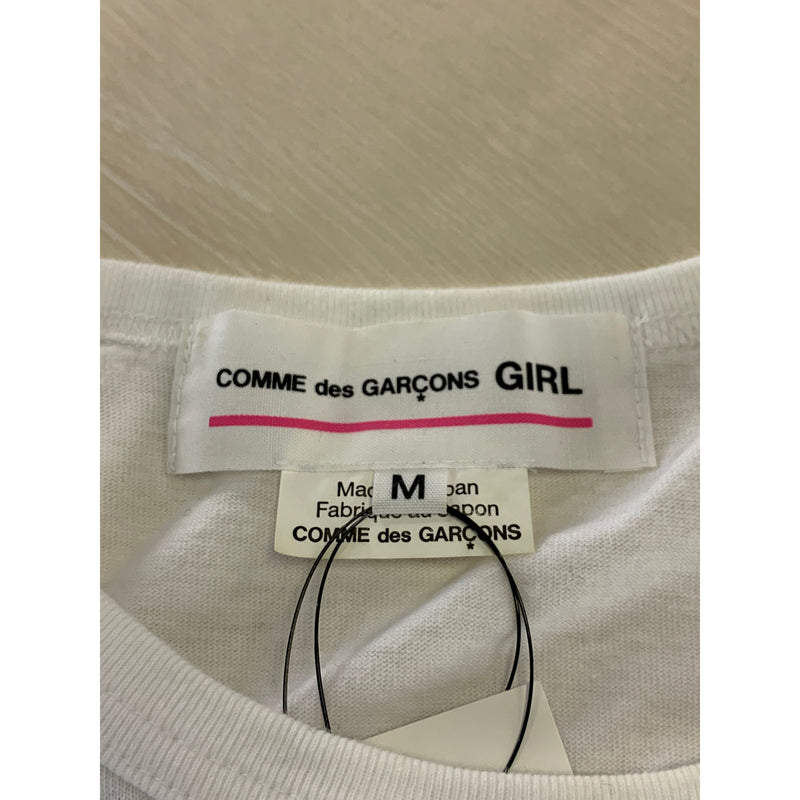 COMME des GARÇONS GIRL
M
Fabrique au Japon
COMME des GARÇONS